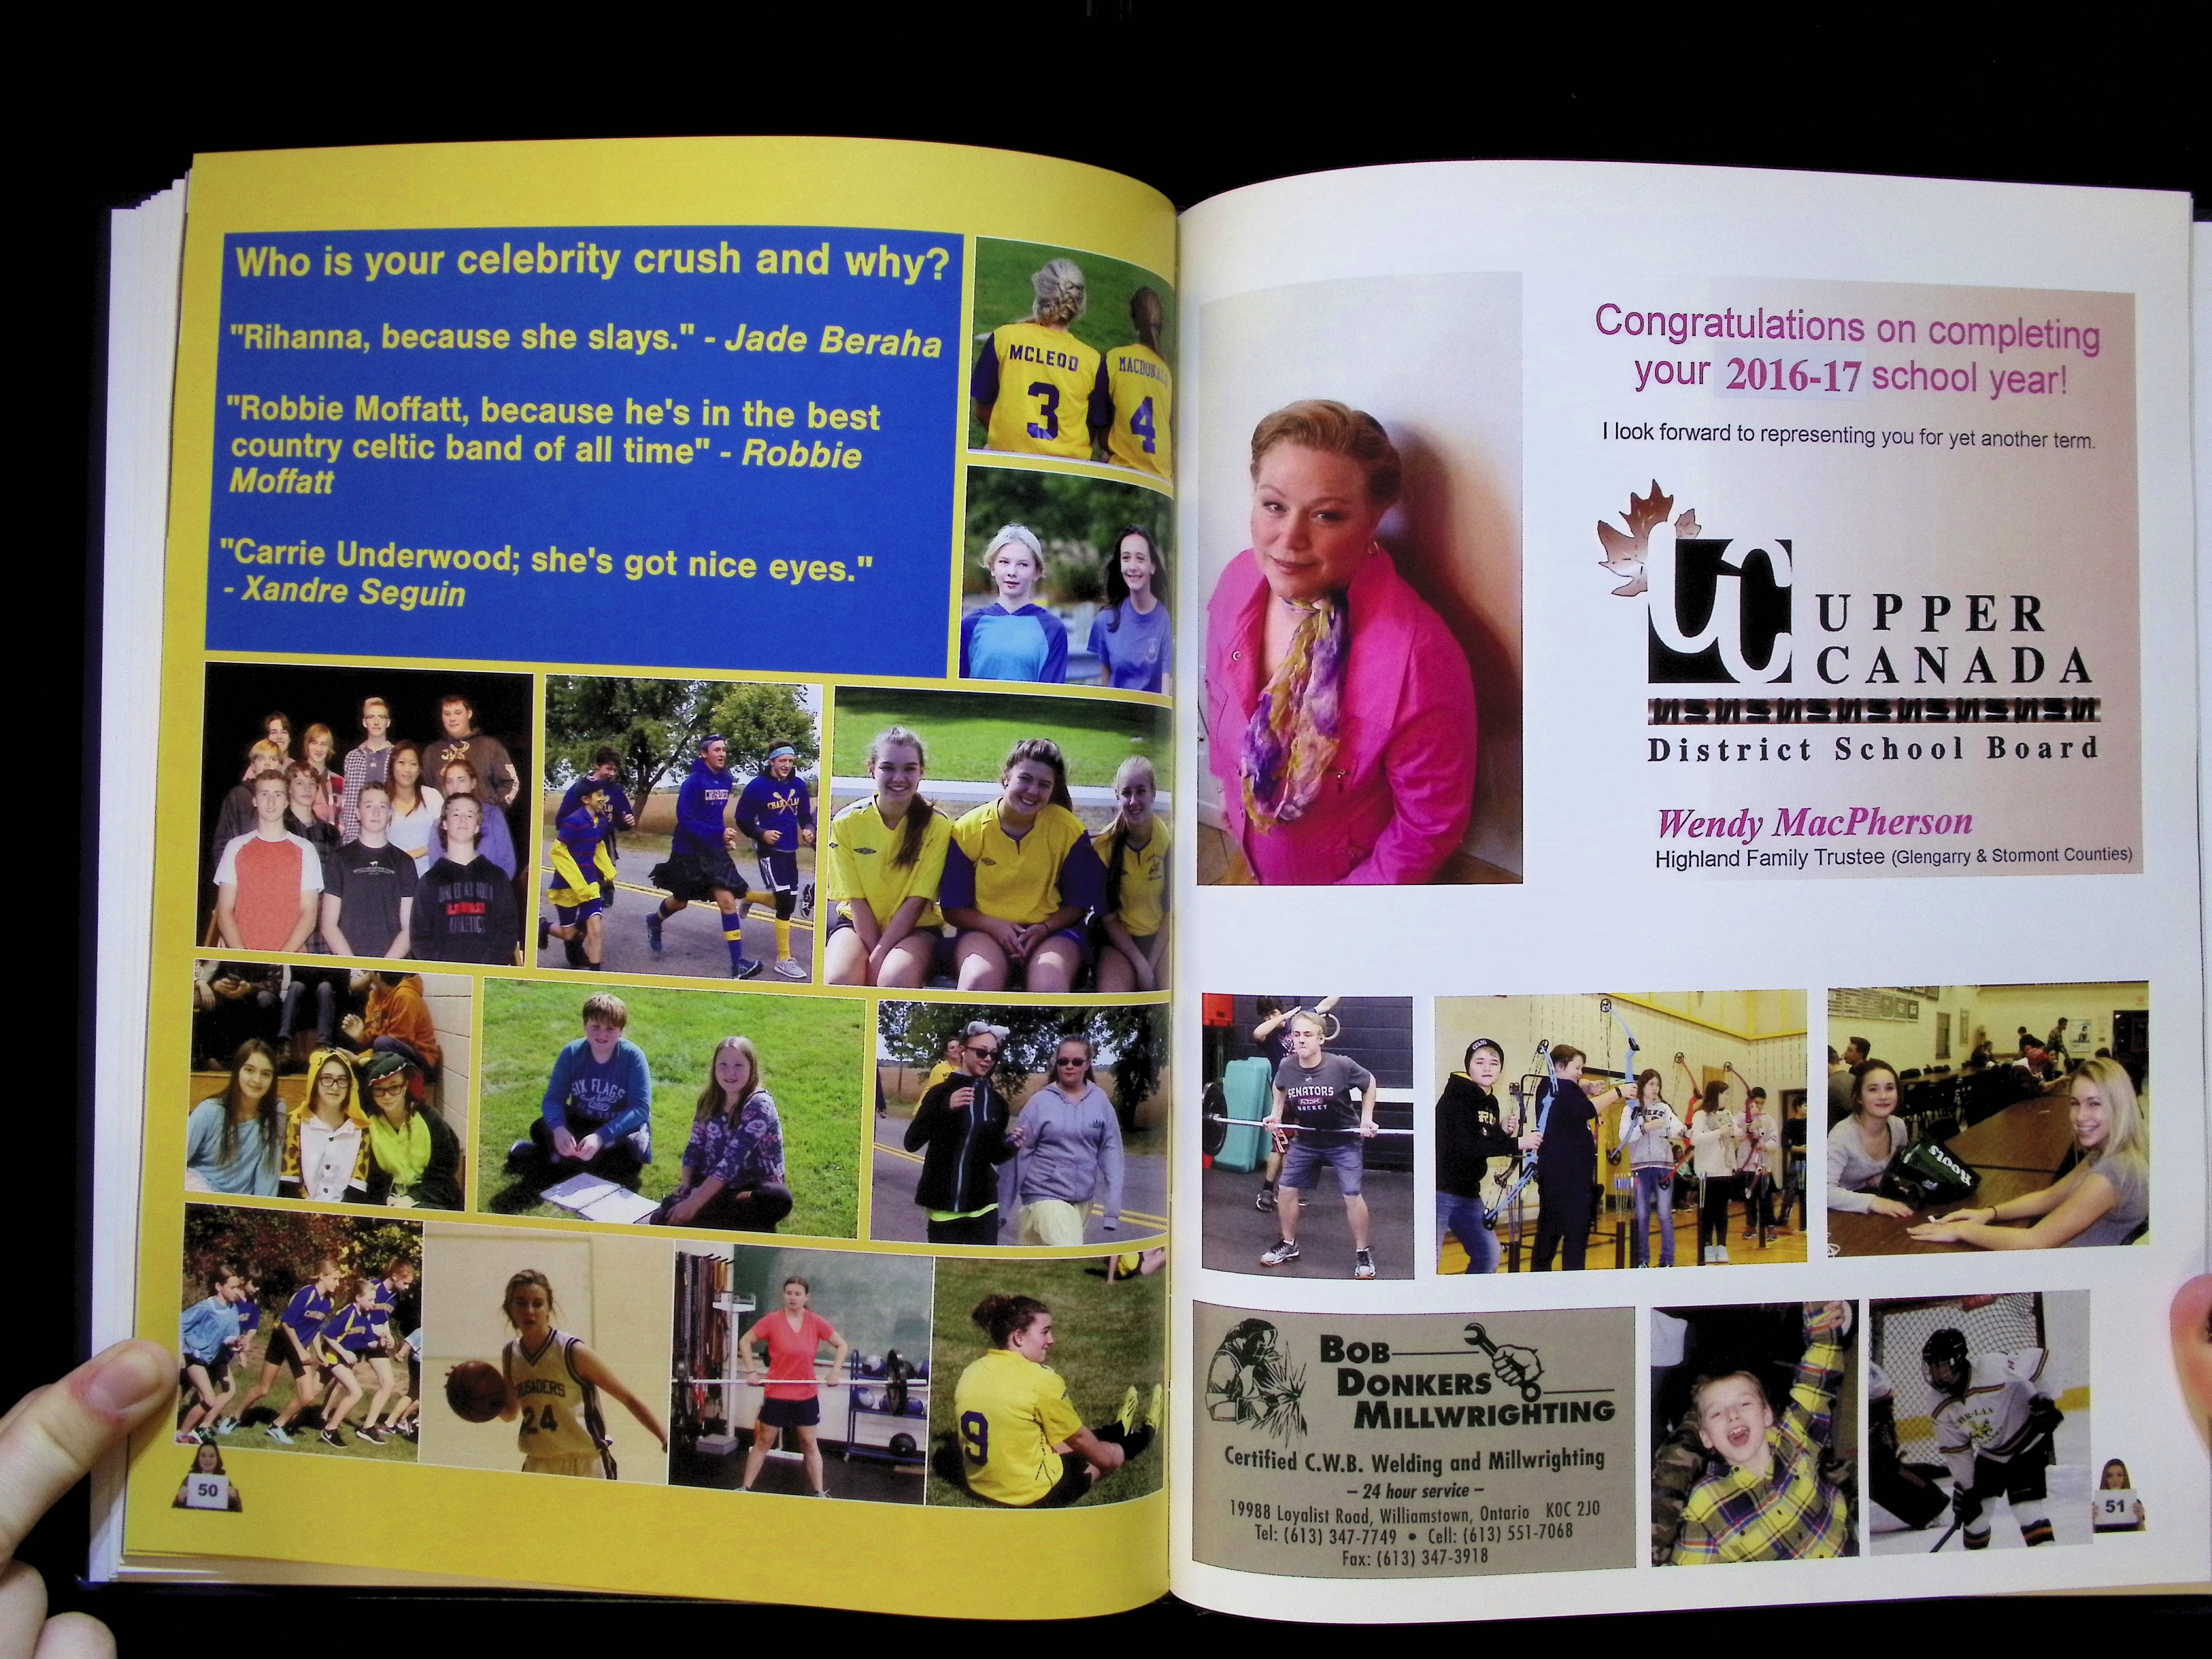 Who is your celebrity crush and why?
"Rihanna, because she slays." - Jade Beraha
"Robbie Moffatt, because he's in the best
country celtic band of all time" - Robbie
Moffatt
"Carrie Underwood; she's got nice eyes."
- Xandre Seguin
MCLEOD
3
MACDONAL
4
CRUSADERS
CHAR-LAN
ATHLETICS
SIX FLAGS
24
9
50
Congratulations on completing
your 2016-17 school year!
I look forward to representing you for yet another term.
UC
UPPER
CANADA
District School Board
Wendy MacPherson
Highland Family Trustee (Glengarry & Stormont Counties)
SENATORS
Roots
BOB
DONKERS
MILLWRIGHTING
Certified C.W.B. Welding and Millwrighting
– 24 hour service –
19988 Loyalist Road, Williamstown, Ontario K0C 2J0
Tel: (613) 347-7749 • Cell: (613) 551-7068
Fax: (613) 347-3918
51